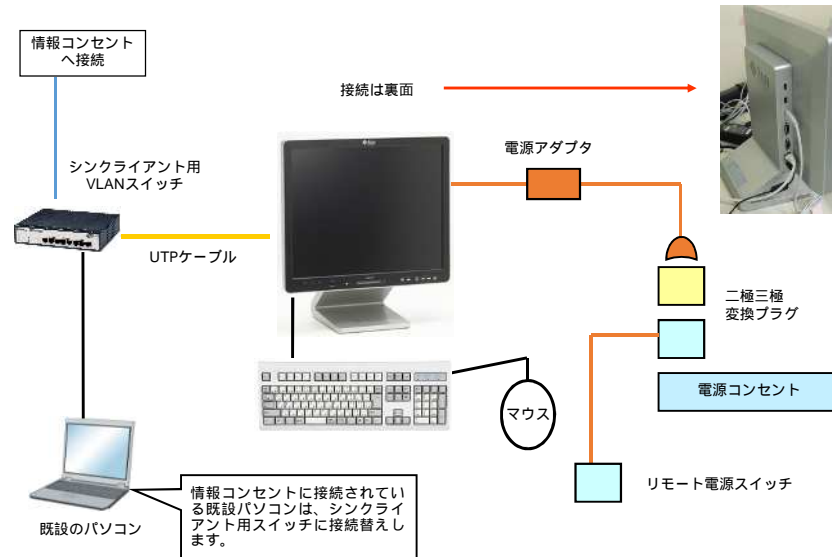 情報コンセント
へ接続
接続は裏面
シンクライアント用
VLANスイッチ
電源アダプタ
UTPケーブル
二極三極
変換プラグ
電源コンセント
マウス
リモート電源スイッチ
既設のパソコン
情報コンセントに接続されてい
る既設パソコンは、シンクライ
アント用スイッチに接続替えし
ます。